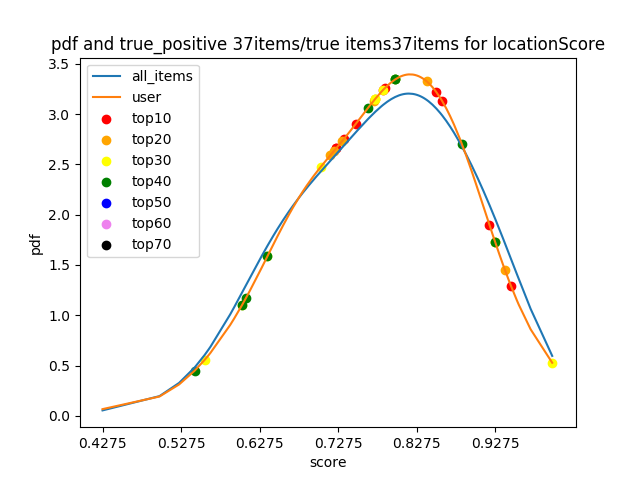 pdf and true_positive 37items/true items37items for locationScore
3.5
3.0
2.5
2.0
1.5
1.0
0.5
0.0
pdf
all_items
user
top10
top20
top30
top40
top50
top60
top70
0.4275 0.5275 0.6275 0.7275 0.8275 0.9275
score